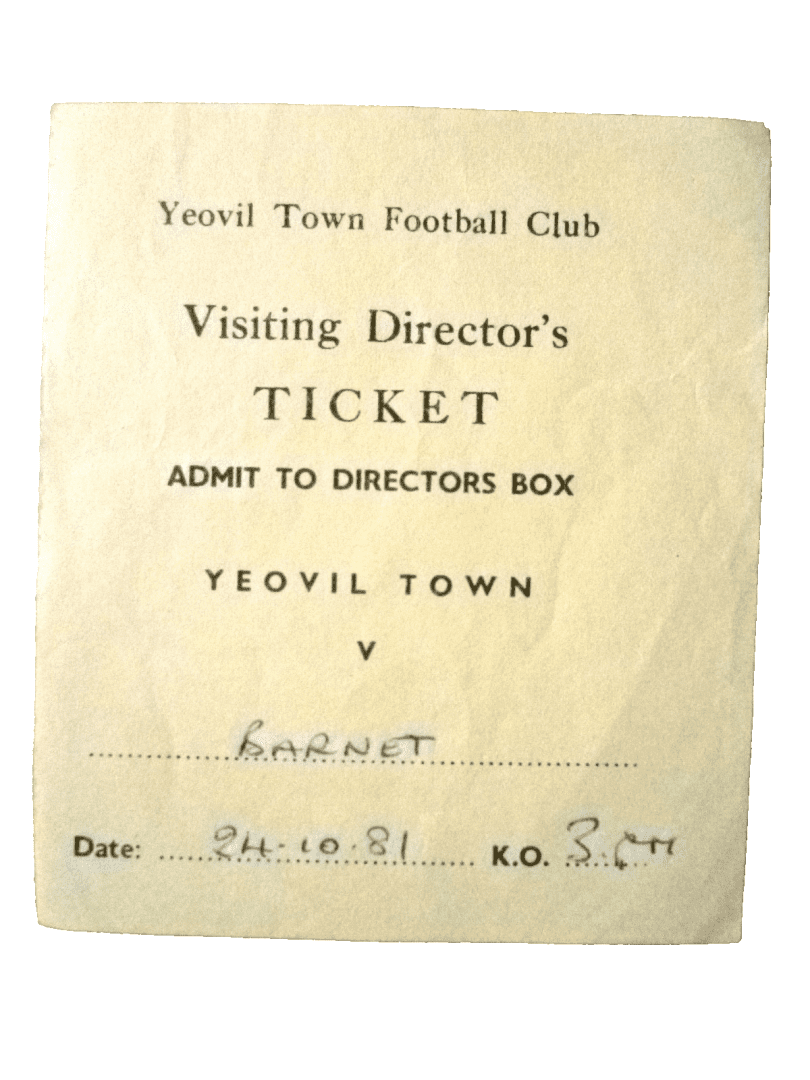 Yeovil Town Football Club
Visiting Director's
TICKET
ADMIT TO DIRECTORS BOX
YEOVIL TOWN
V
BARNET
Date: 24.10.81 K.O. 3.PM